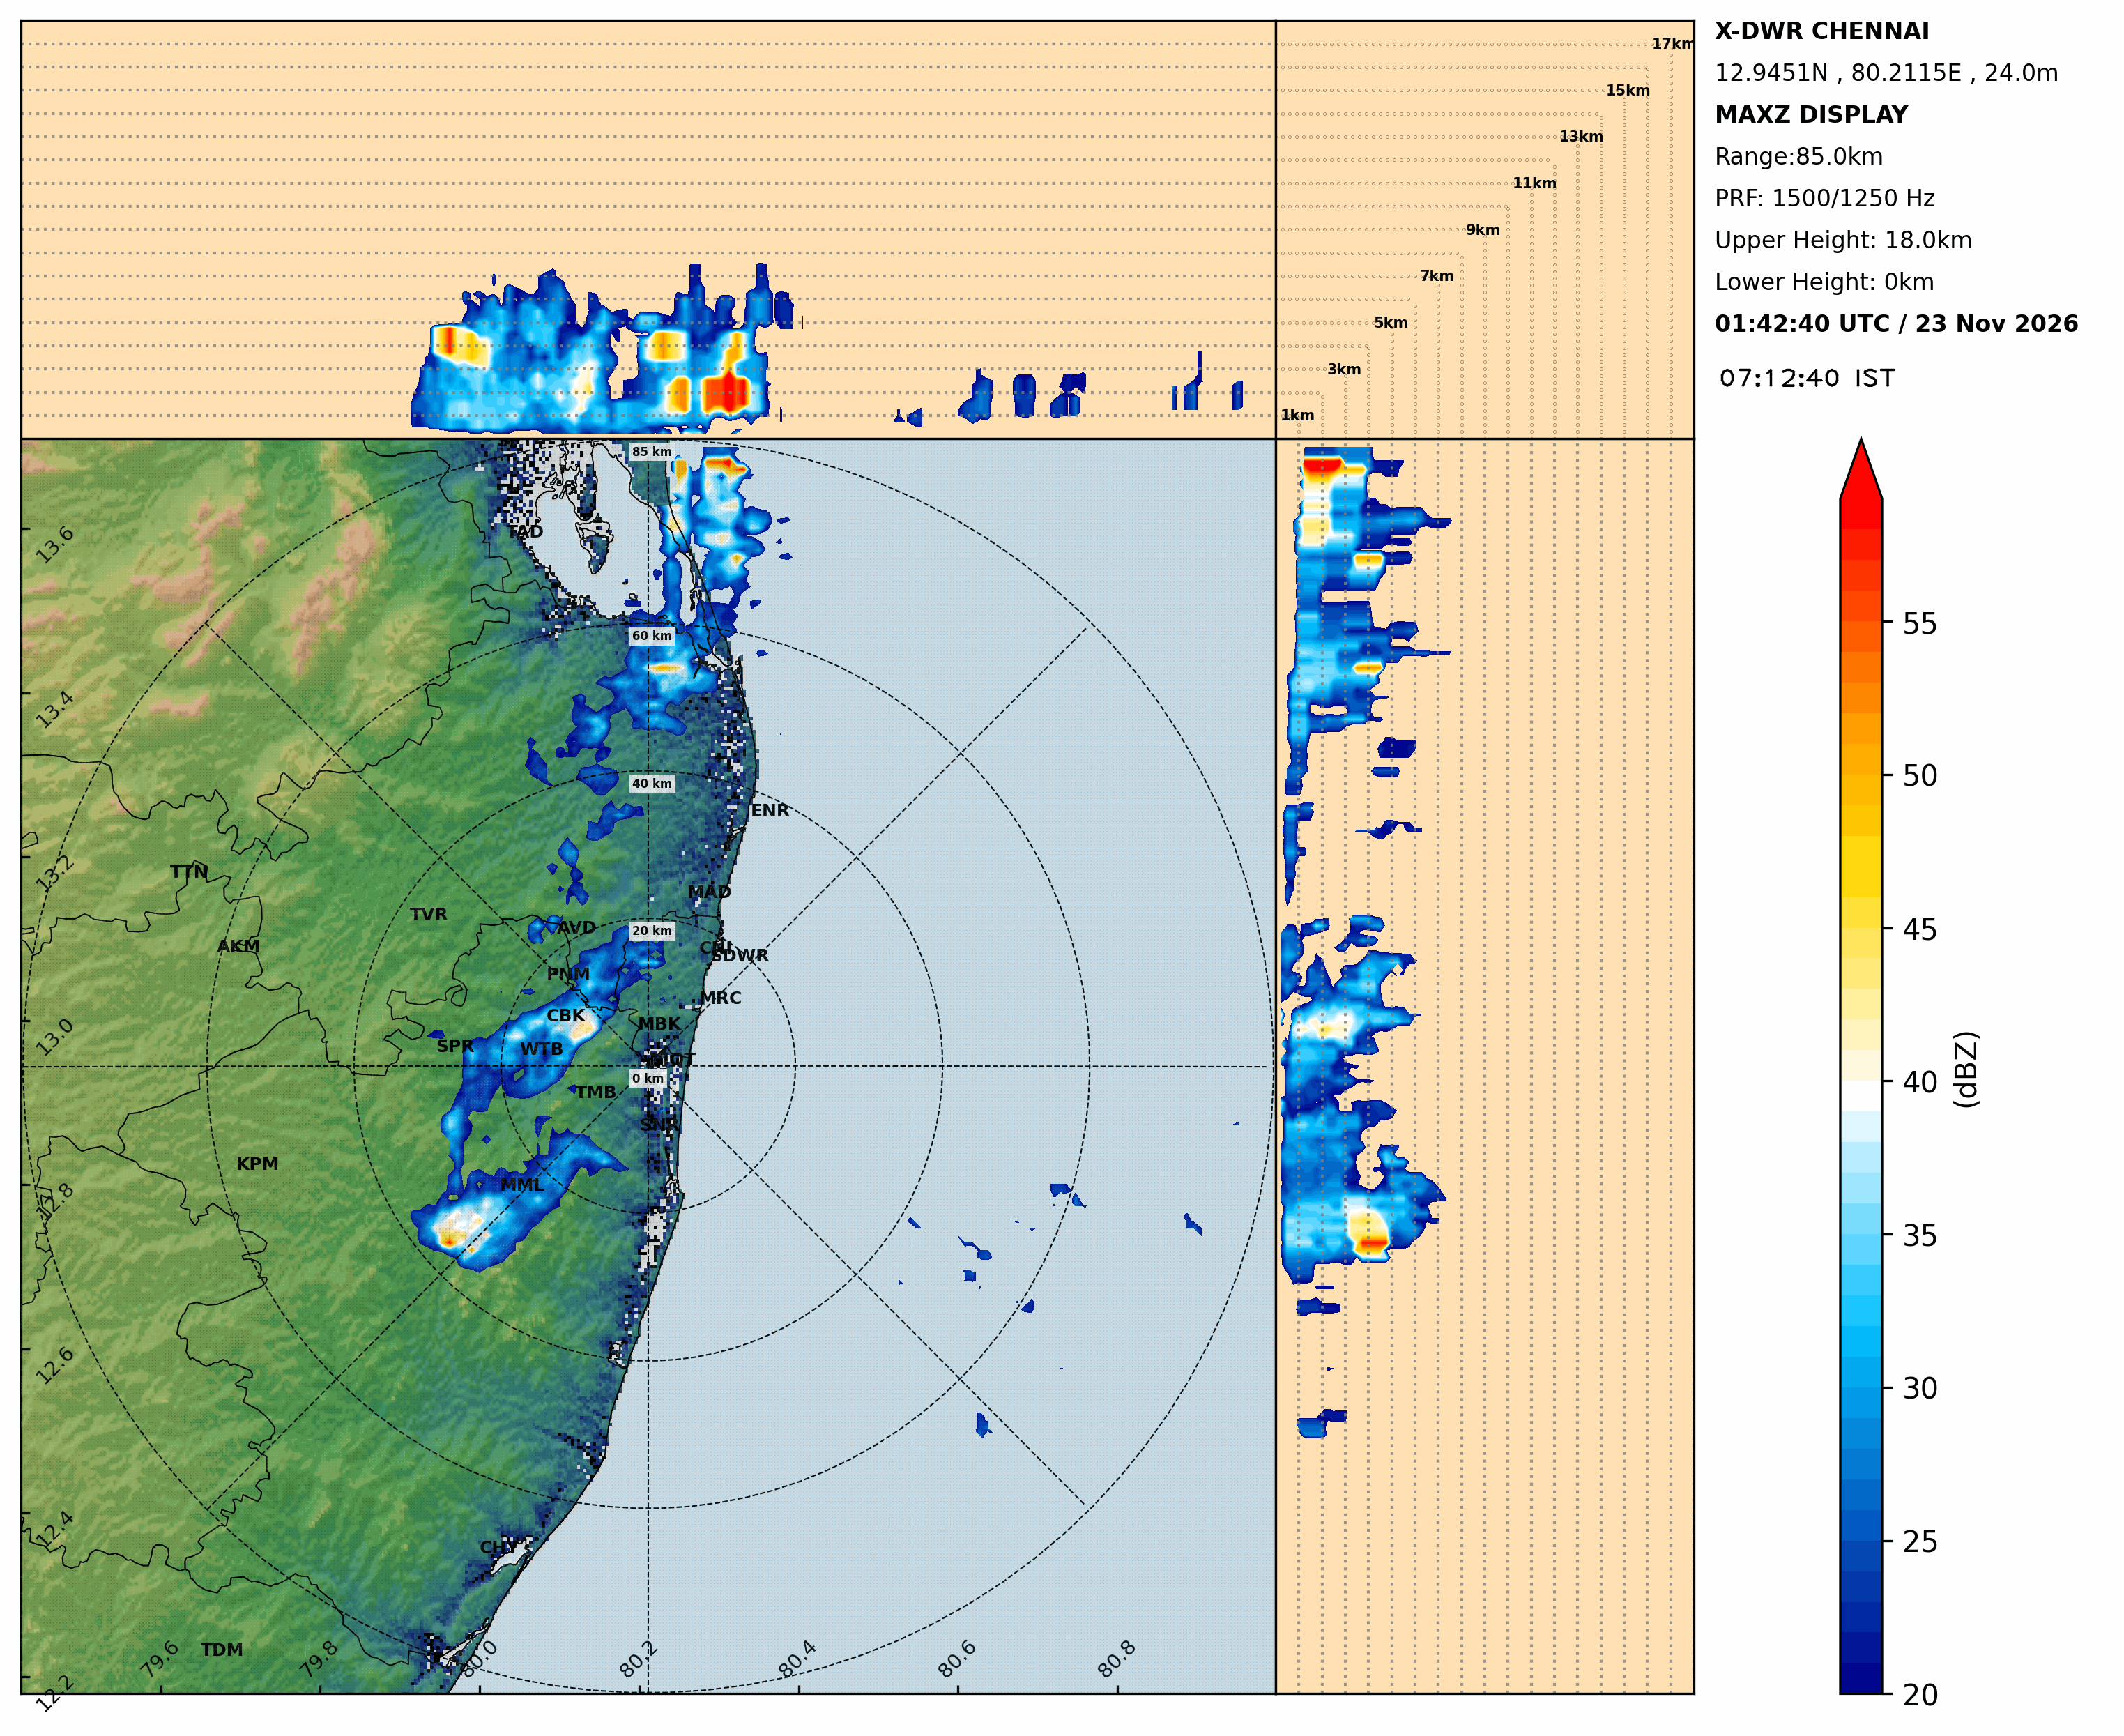 X-DWR CHENNAI
12.9451N , 80.2115E , 24.0m
MAXZ DISPLAY
Range:85.0km
PRF: 1500/1250 Hz
Upper Height: 18.0km
Lower Height: 0km
01:42:40 UTC / 23 Nov 2026
07:12:40 IST
17km
15km
13km
11km
9km
7km
5km
3km
1km
85 km
TAD
13.6
60 km
13.4
40 km
ENR
13.2
TTN
MAD
TVR
AVD
20 km
AKM
SDWR
PNM
MRC
CBK
MBK
13.0
SPR
WTB
0 km
TMB
SNR
KPM
MML
12.8
12.6
12.4
CHY
TDM
12.2
79.6
79.8
80.0
80.2
80.4
80.6
80.8
55
50
45
40
35
30
25
20
(dBZ)